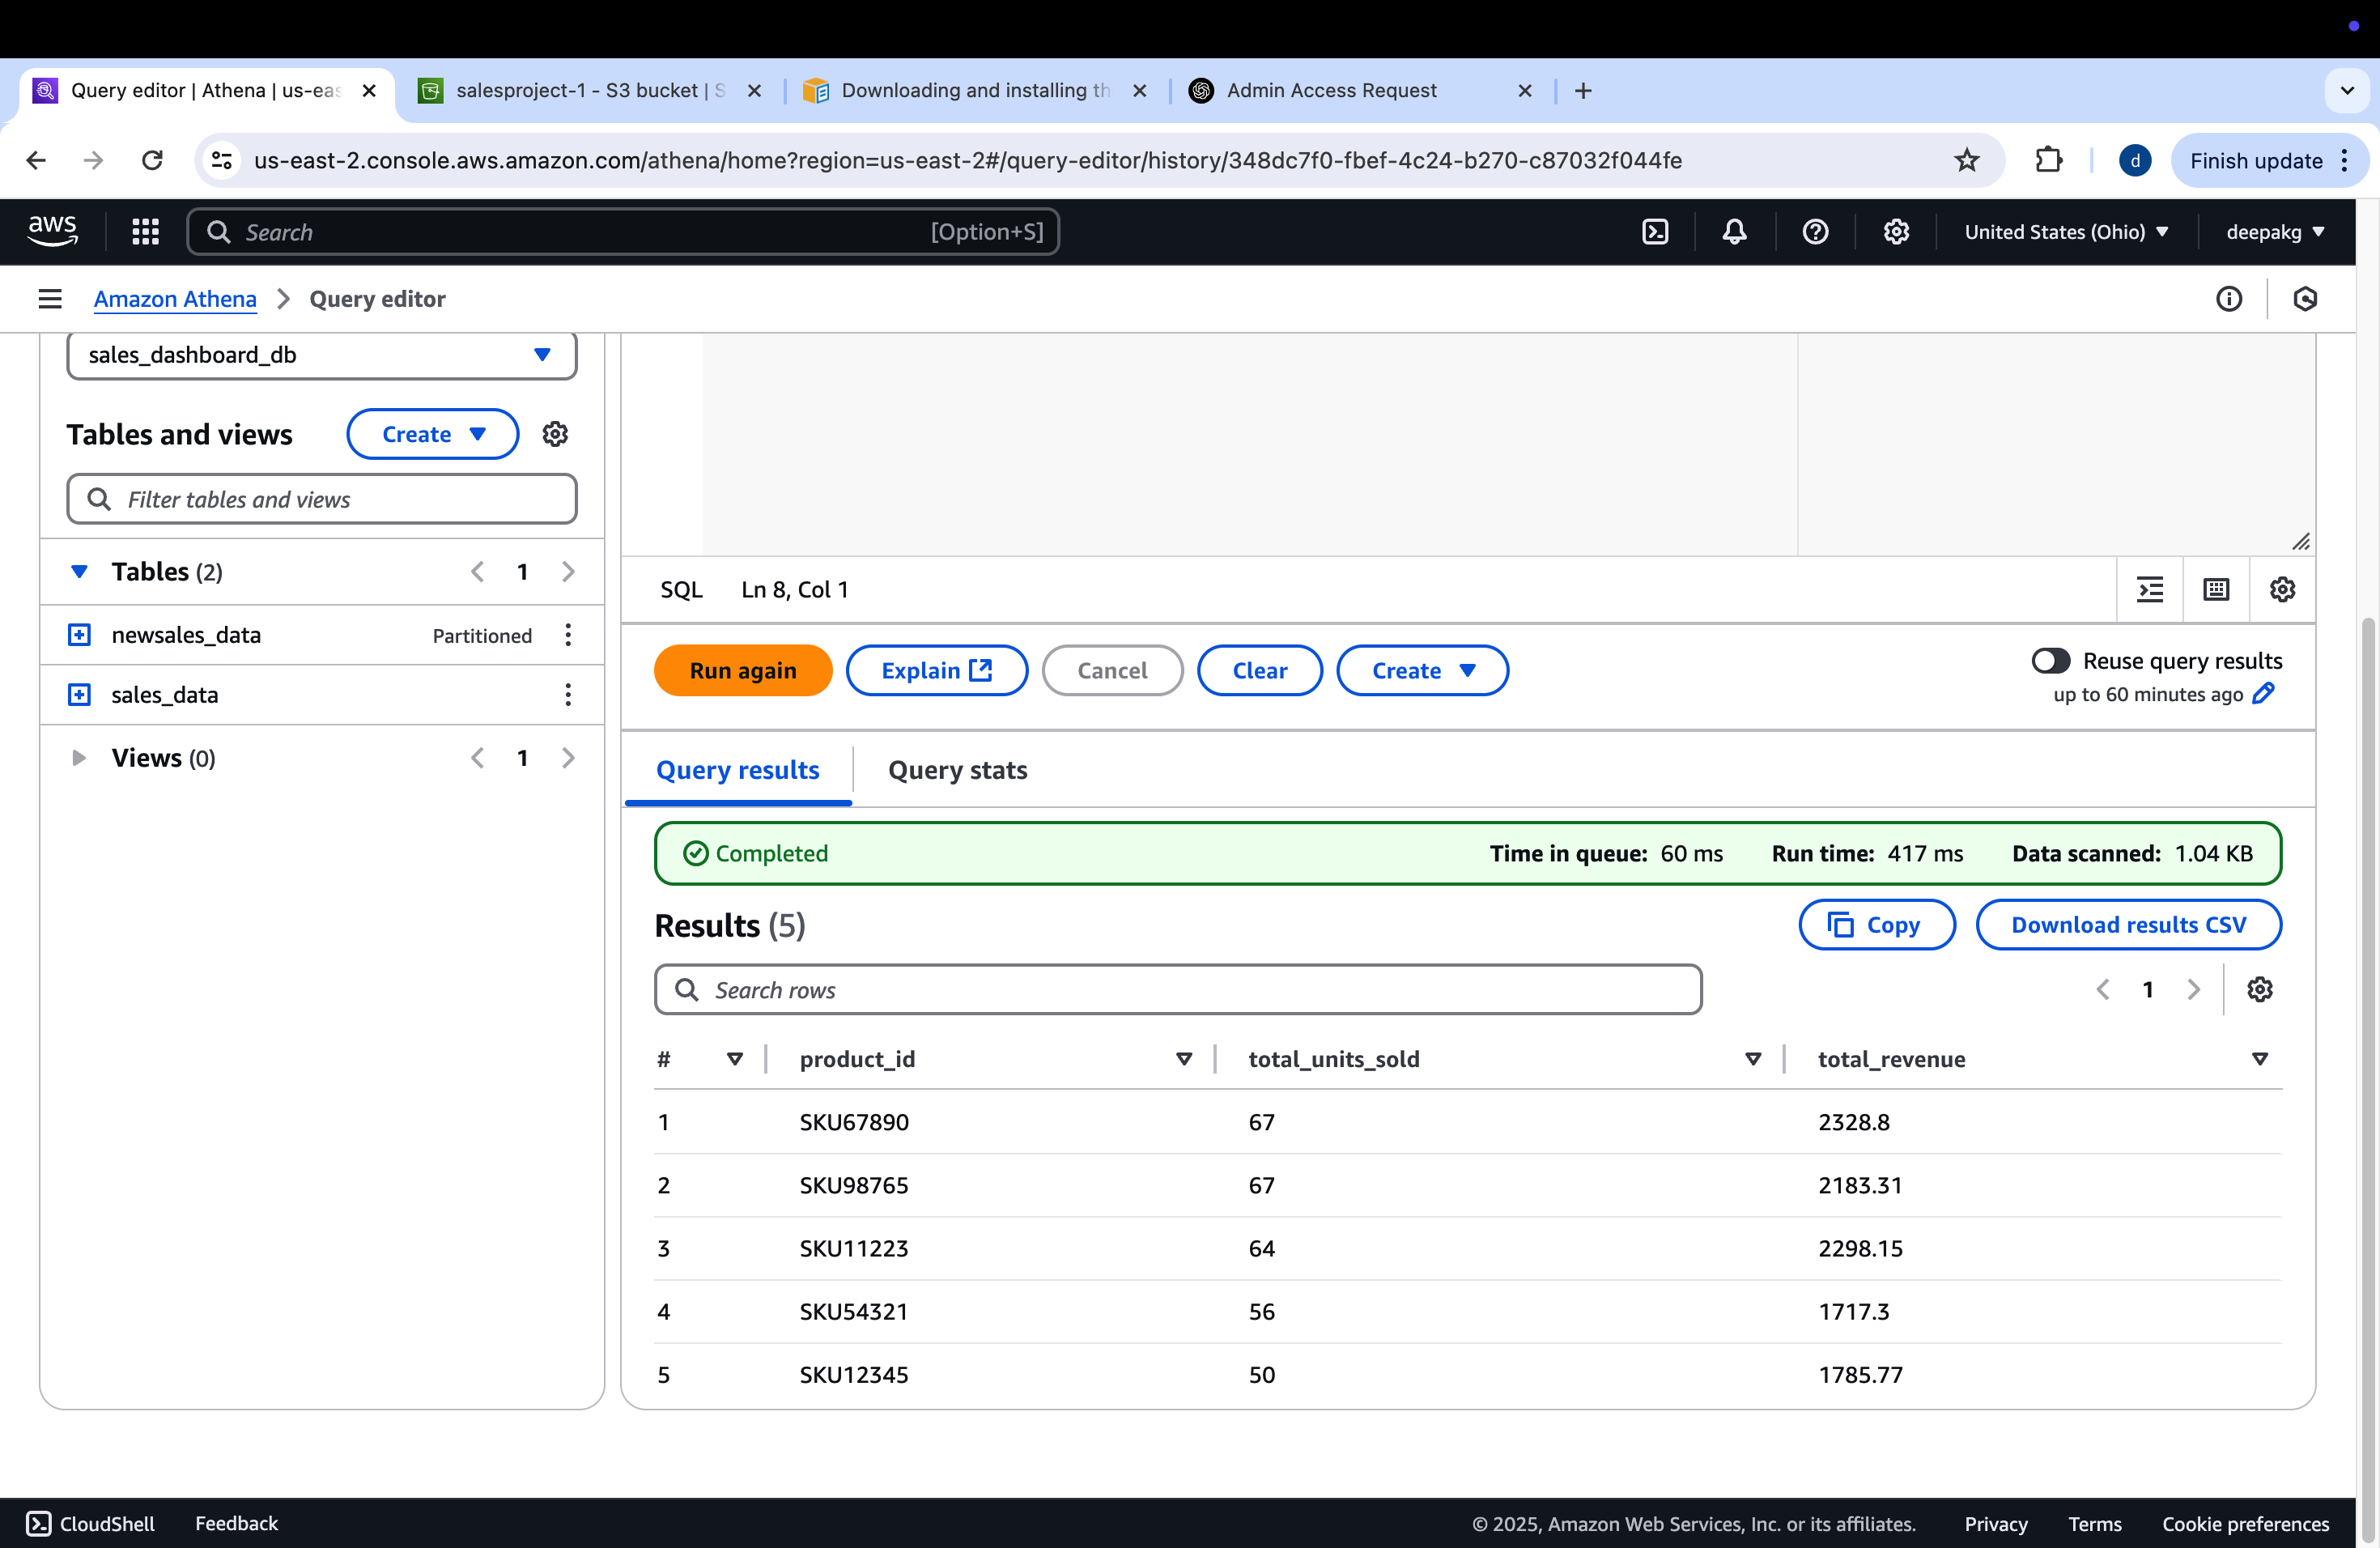 Query editor | Athena | us-eas
salesproject-1 - S3 bucket | S
Downloading and installing th
Admin Access Request
us-east-2.console.aws.amazon.com/athena/home?region=us-east-2#/query-editor/history/348dc7f0-fbef-4c24-b270-c87032f044fe
d
Finish update
aws
Search
[Option+S]
United States (Ohio)
deepakg
Amazon Athena
Query editor
sales_dashboard_db
Tables and views
Create
Filter tables and views
Tables (2)
1
newsales_data
Partitioned
sales_data
Views (0)
1
SQL
Ln 8, Col 1
Run again
Explain
Cancel
Clear
Create
Reuse query results
up to 60 minutes ago
Query results
Query stats
Completed
Time in queue: 60 ms
Run time: 417 ms
Data scanned: 1.04 KB
Results (5)
Copy
Download results CSV
Search rows
1
# product_id total_units_sold total_revenue
1 SKU67890 67 2328.8
2 SKU98765 67 2183.31
3 SKU11223 64 2298.15
4 SKU54321 56 1717.3
5 SKU12345 50 1785.77
CloudShell
Feedback
© 2025, Amazon Web Services, Inc. or its affiliates.
Privacy
Terms
Cookie preferences